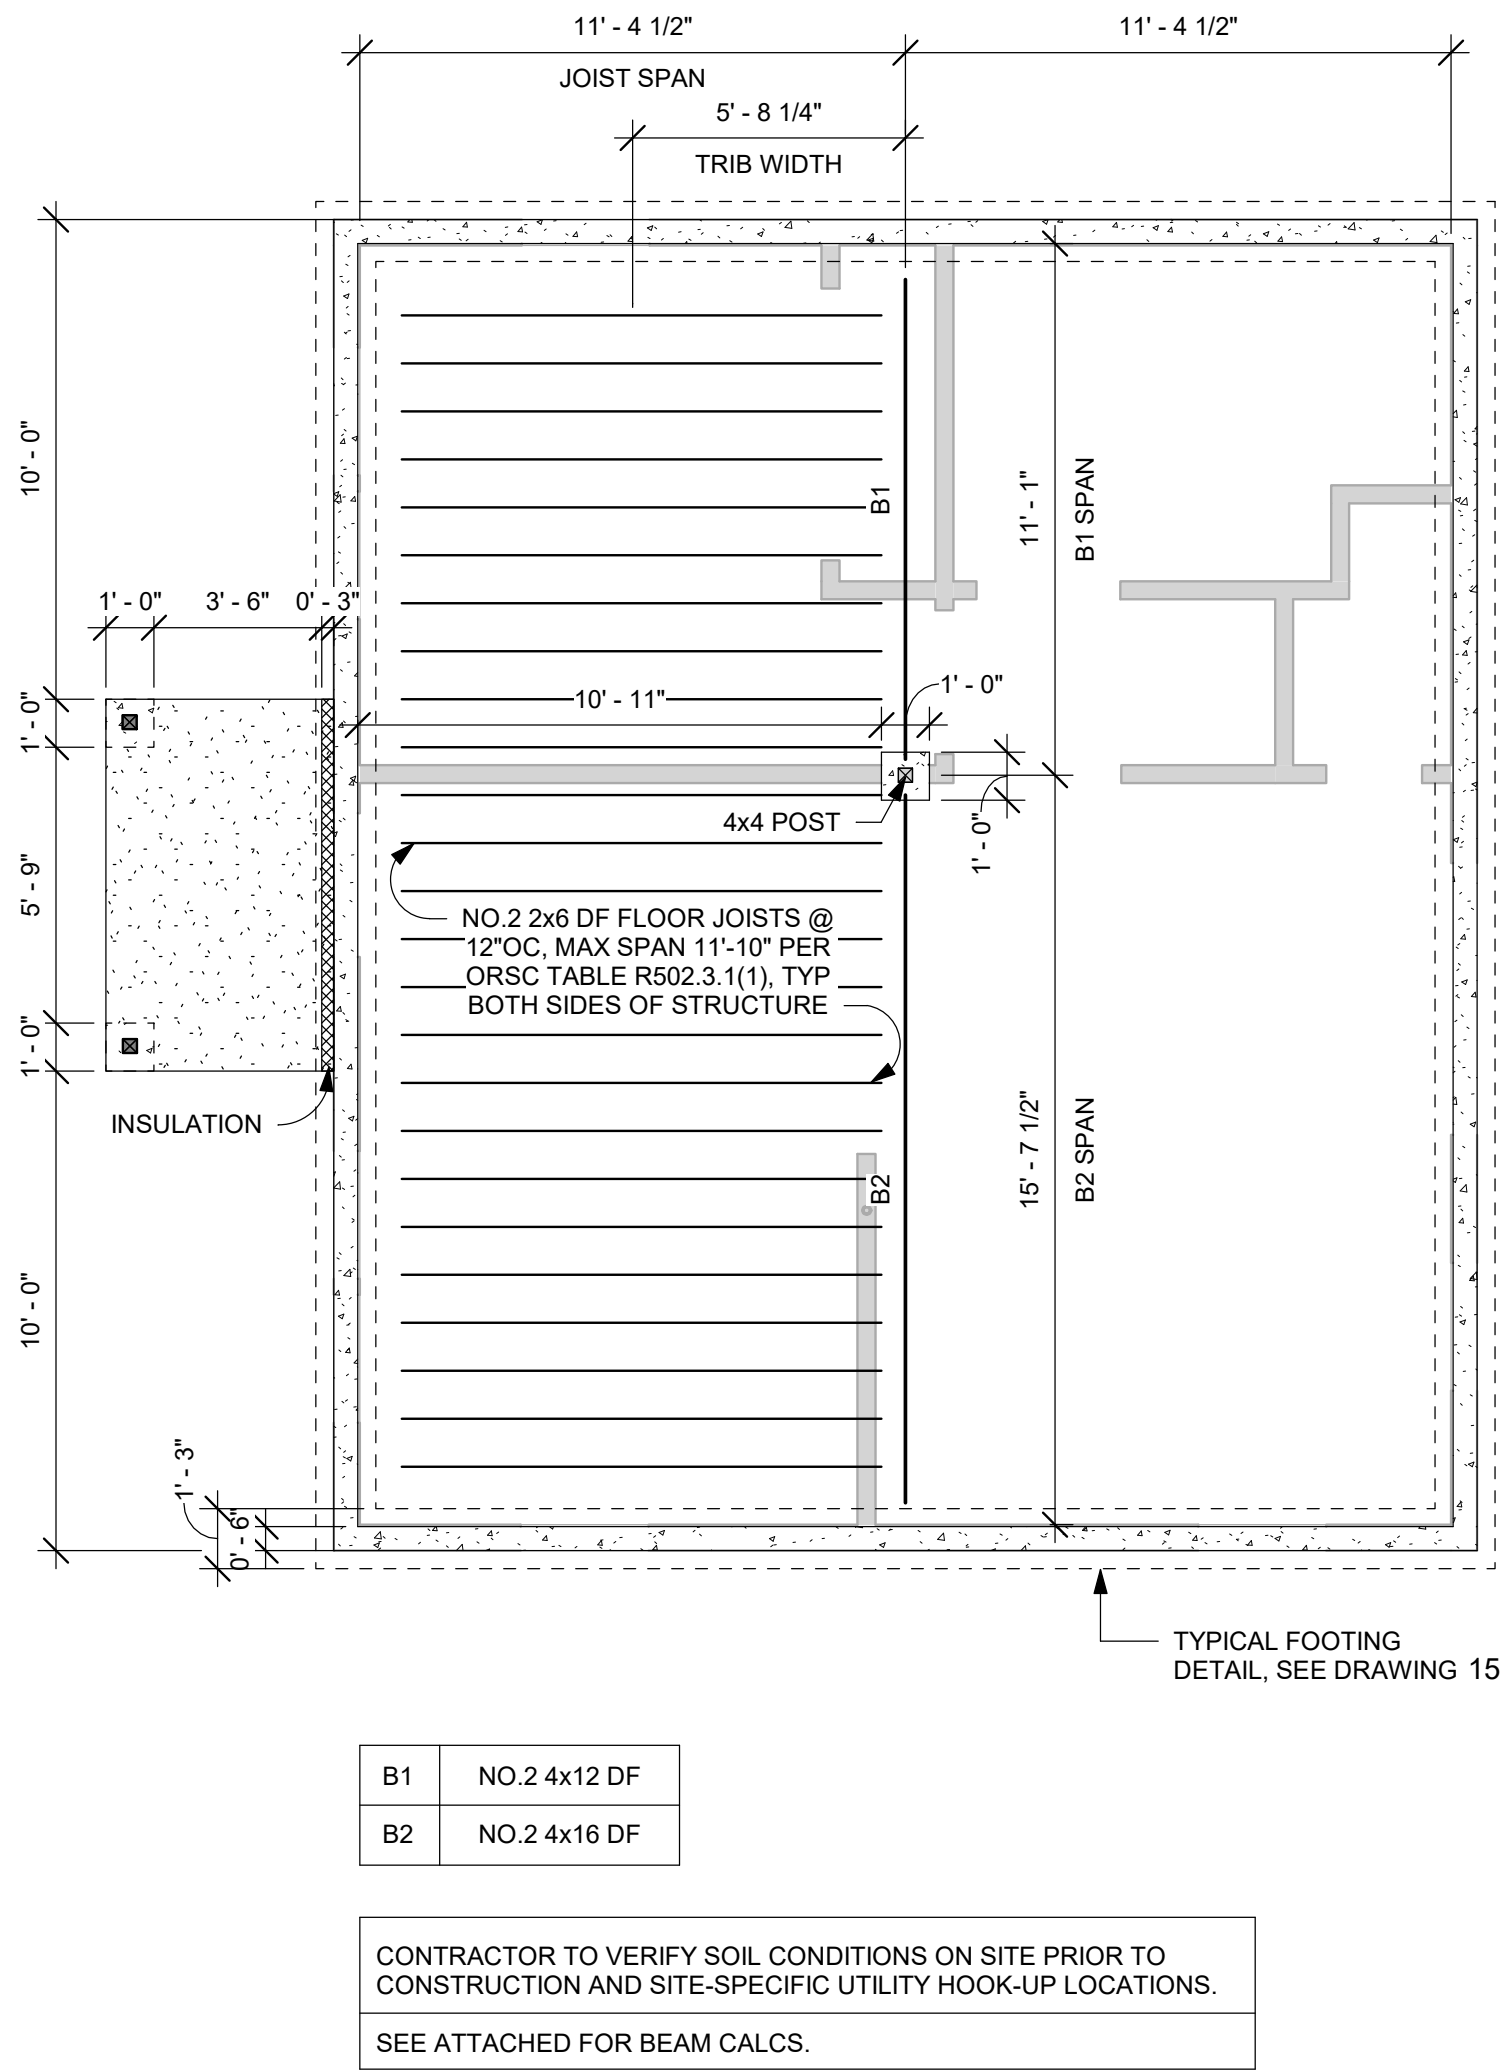 11' - 4 1/2"
11' - 4 1/2"
JOIST SPAN
5' - 8 1/4"
TRIB WIDTH
10' - 0"
B1
11' - 1"
B1 SPAN
1' - 0"
3' - 6"
0' - 3"
1' - 0"
10' - 11"
1' - 0"
4x4 POST
1' - 0"
5' - 9"
NO.2 2x6 DF FLOOR JOISTS @
12"OC, MAX SPAN 11'-10" PER
ORSC TABLE R502.3.1(1), TYP
BOTH SIDES OF STRUCTURE
1' - 0"
INSULATION
B2
15' - 7 1/2"
B2 SPAN
10' - 0"
1' - 3"
0' - 6"
TYPICAL FOOTING
DETAIL, SEE DRAWING 15
B1 NO.2 4x12 DF
B2 NO.2 4x16 DF
CONTRACTOR TO VERIFY SOIL CONDITIONS ON SITE PRIOR TO
CONSTRUCTION AND SITE-SPECIFIC UTILITY HOOK-UP LOCATIONS.
SEE ATTACHED FOR BEAM CALCS.